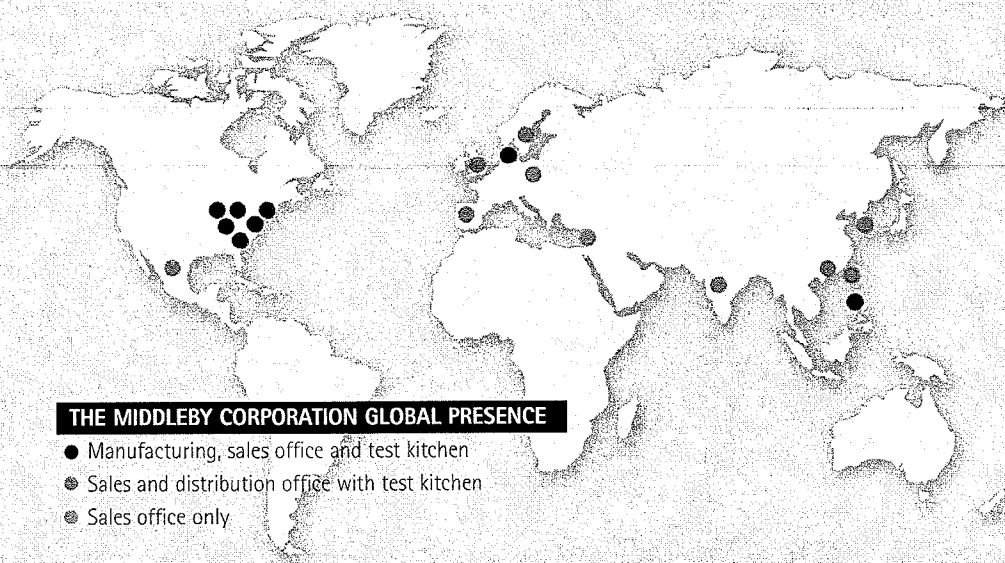 THE MIDDLEBY CORPORATION GLOBAL PRESENCE
Manufacturing, sales office and test kitchen
Sales and distribution office with test kitchen
Sales office only